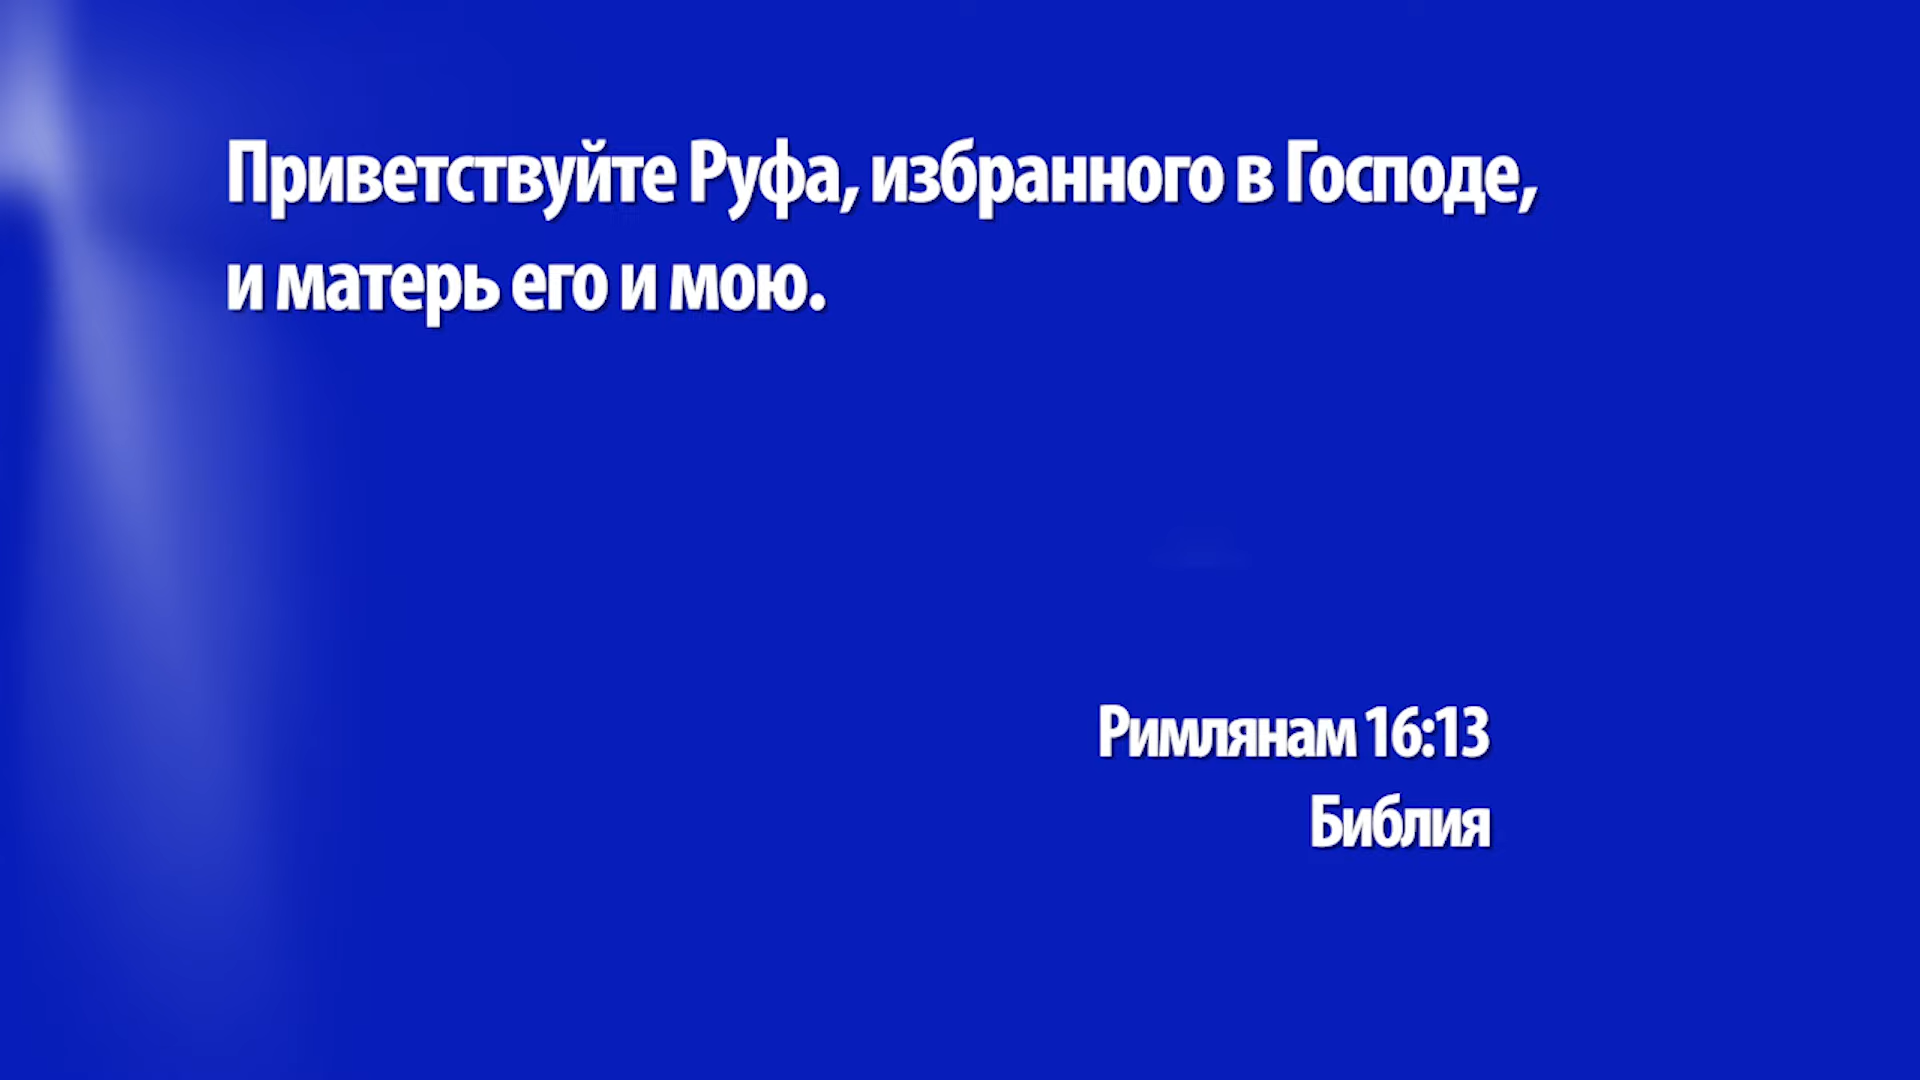 Приветствуйте Руфа, избранного в Господе,
и матерь его и мою.
Римлянам 16:13
Библия